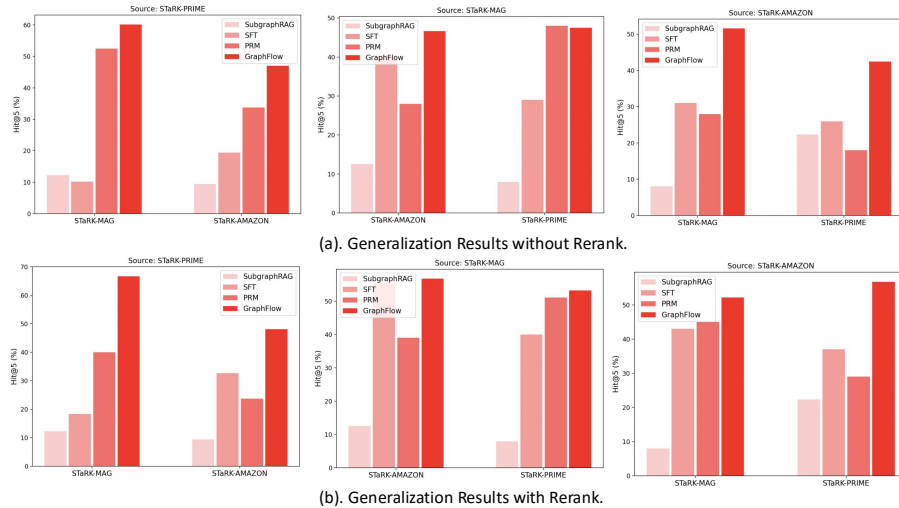 Source: STaRK-PRIME
Hit@5 (%)
60
50
40
30
20
10
0
SubgraphRAG
SFT
PRM
GraphFlow
STaRK-MAG
STaRK-AMAZON
Source: STaRK-MAG
Hit@5 (%)
50
40
30
20
10
0
SubgraphRAG
SFT
PRM
GraphFlow
STaRK-AMAZON
STaRK-PRIME
Source: STaRK-AMAZON
Hit@5 (%)
50
40
30
20
10
0
SubgraphRAG
SFT
PRM
GraphFlow
STaRK-MAG
STaRK-PRIME
(a). Generalization Results without Rerank.
Source: STaRK-PRIME
Hit@5 (%)
70
60
50
40
30
20
10
0
SubgraphRAG
SFT
PRM
GraphFlow
STaRK-MAG
STaRK-AMAZON
Source: STaRK-MAG
Hit@5 (%)
50
40
30
20
10
0
SubgraphRAG
SFT
PRM
GraphFlow
STaRK-AMAZON
STaRK-PRIME
Source: STaRK-AMAZON
Hit@5 (%)
50
40
30
20
10
0
SubgraphRAG
SFT
PRM
GraphFlow
STaRK-MAG
STaRK-PRIME
(b). Generalization Results with Rerank.